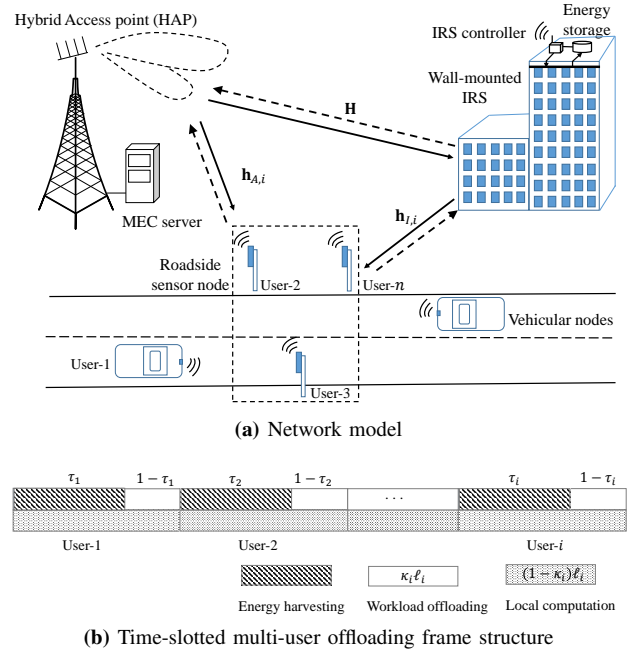 Hybrid Access point (HAP)
Energy
storage
IRS controller
Wall-mounted
IRS
H
h_{A,i}
h_{I,i}
MEC server
Roadside
sensor node
User-2
User-n
Vehicular nodes
User-1
User-3
(a) Network model
τ_1 1 − τ_1 τ_2 1 − τ_2 ... τ_i 1 − τ_i
User-1 User-2 User-i
κ_iℓ_i (1 − κ_i)ℓ_i
Energy harvesting Workload offloading Local computation
(b) Time-slotted multi-user offloading frame structure